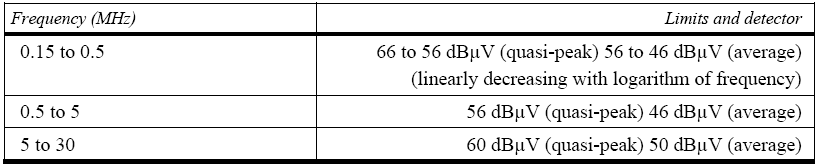 Frequency (MHz) Limits and detector
0.15 to 0.5 66 to 56 dBμV (quasi-peak) 56 to 46 dBμV (average)
(linearly decreasing with logarithm of frequency)
0.5 to 5 56 dBμV (quasi-peak) 46 dBμV (average)
5 to 30 60 dBμV (quasi-peak) 50 dBμV (average)